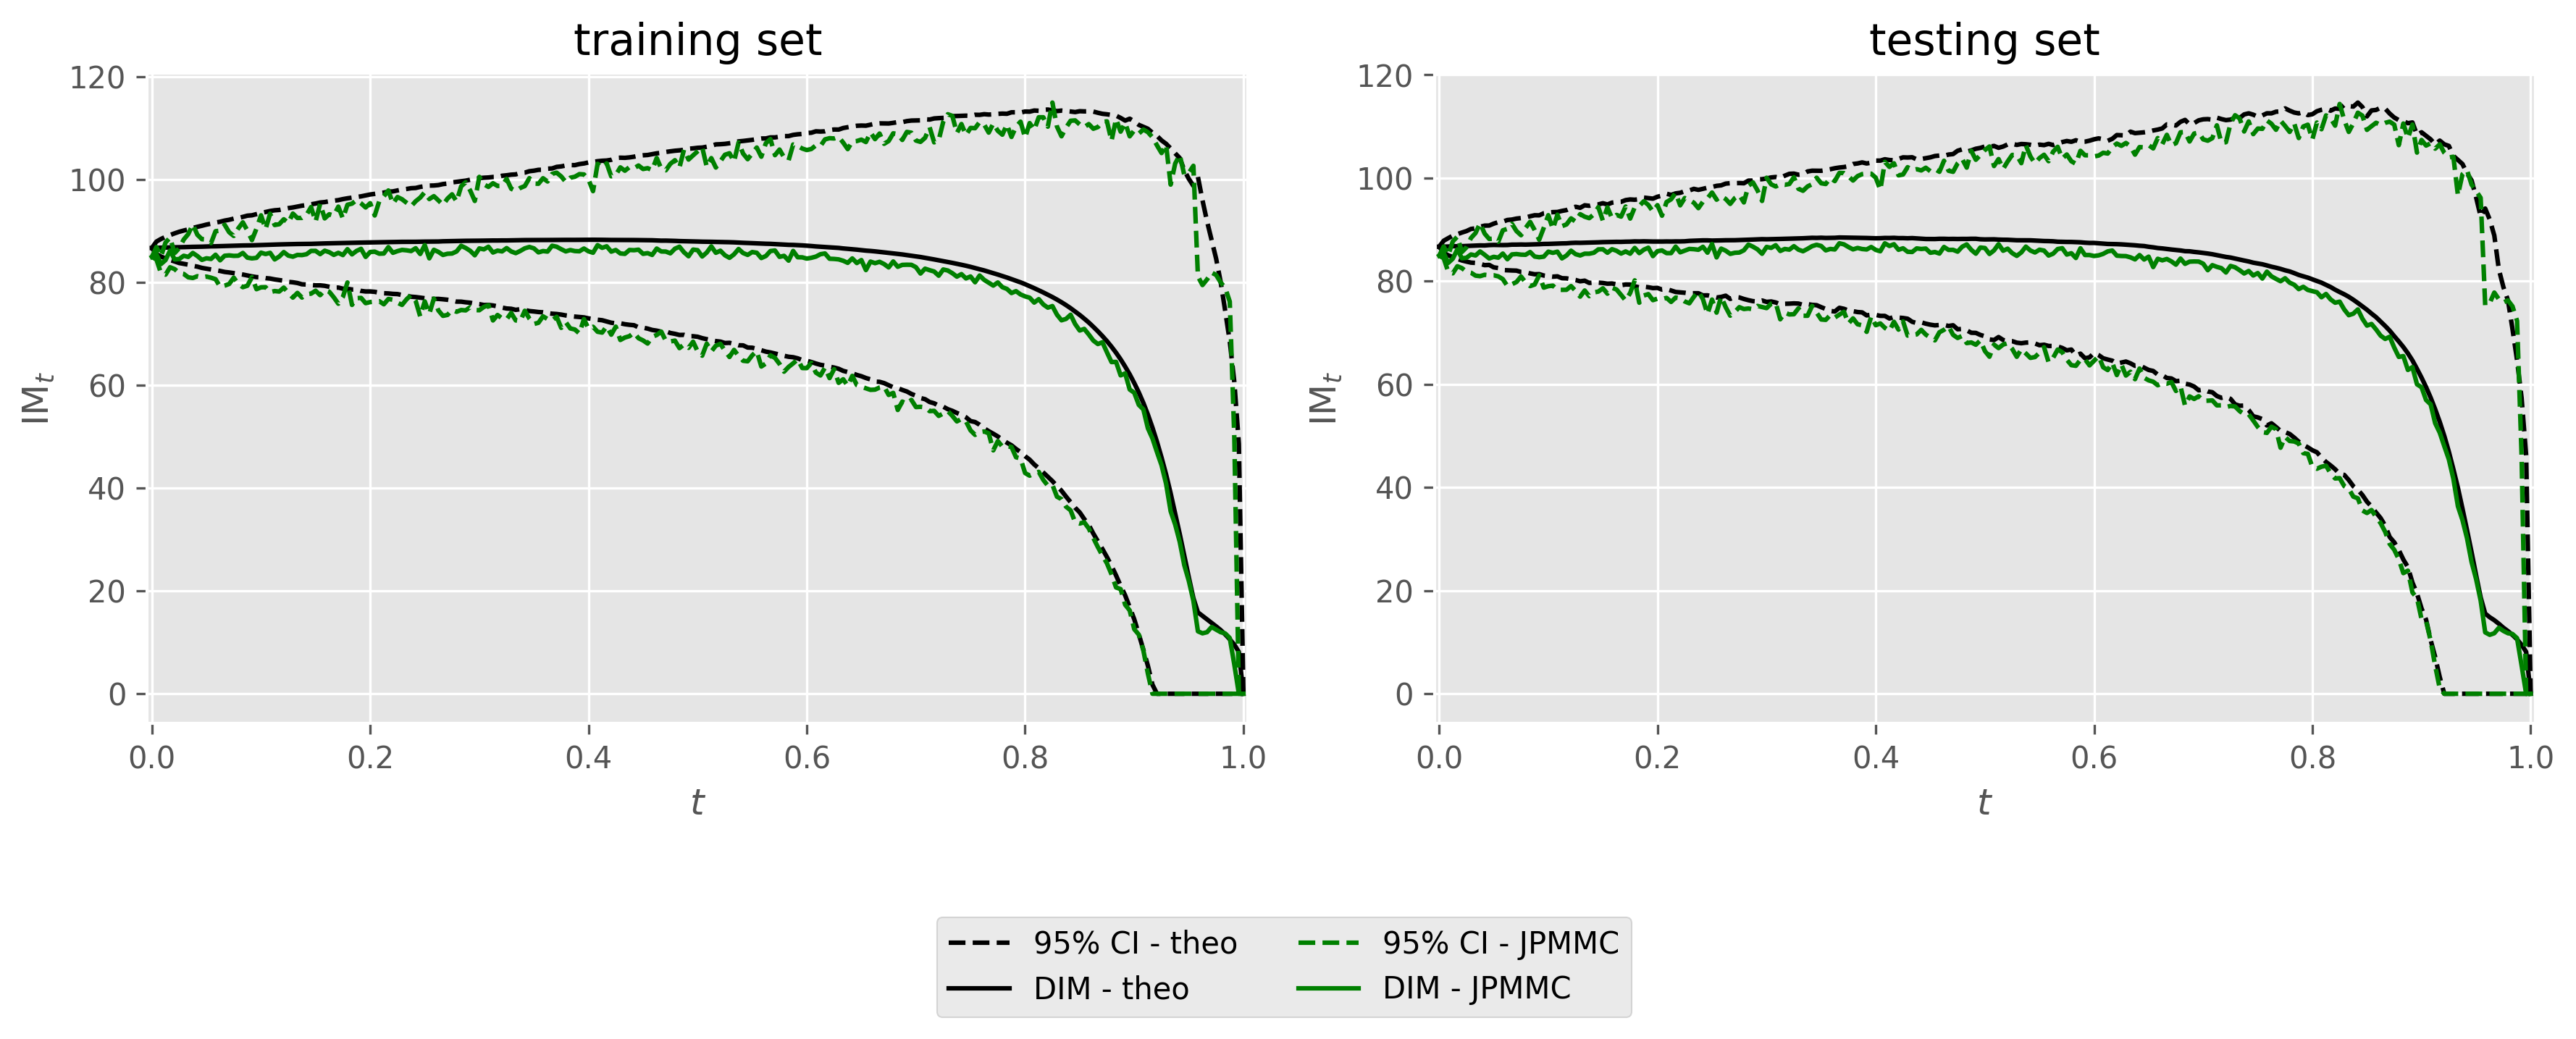 training set
120
100
80
60
40
20
0
IM_t
0.0 0.2 0.4 0.6 0.8 1.0
t
testing set
120
100
80
60
40
20
0
IM_t
0.0 0.2 0.4 0.6 0.8 1.0
t
95% CI - theo
DIM - theo
95% CI - JPMMC
DIM - JPMMC